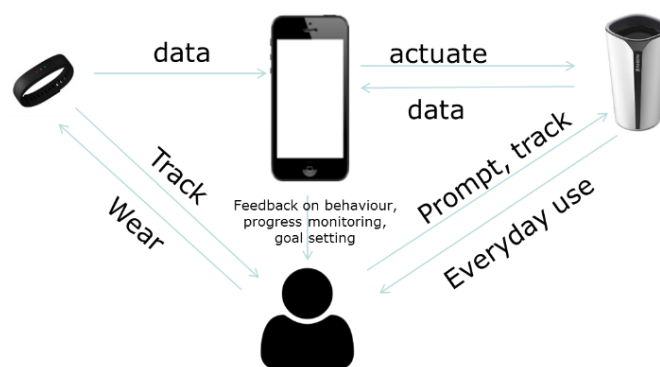 data
actuate
data
Track
Wear
Feedback on behaviour,
progress monitoring,
goal setting
Prompt, track
Everyday use